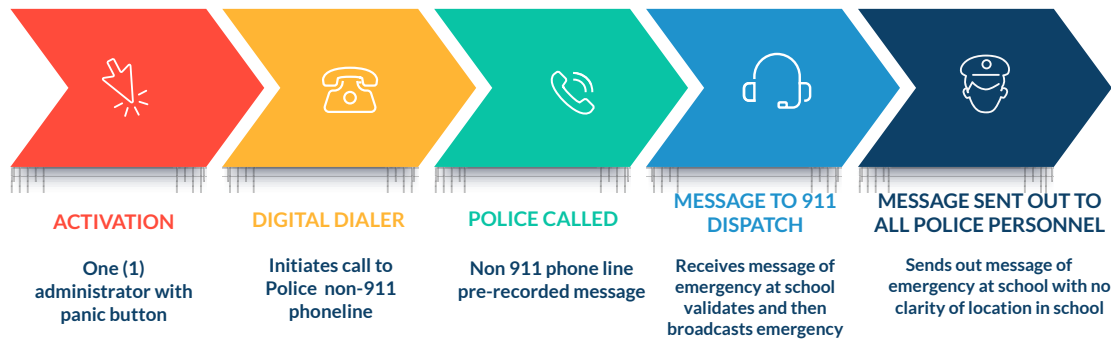 ACTIVATION
One (1)
administrator with
panic button
DIGITAL DIALER
Initiates call to
Police non-911
phoneline
POLICE CALLED
Non 911 phone line
pre-recorded message
MESSAGE TO 911
DISPATCH
Receives message of
emergency at school
validates and then
broadcasts emergency
MESSAGE SENT OUT TO
ALL POLICE PERSONNEL
Sends out message of
emergency at school with no
clarity of location in school